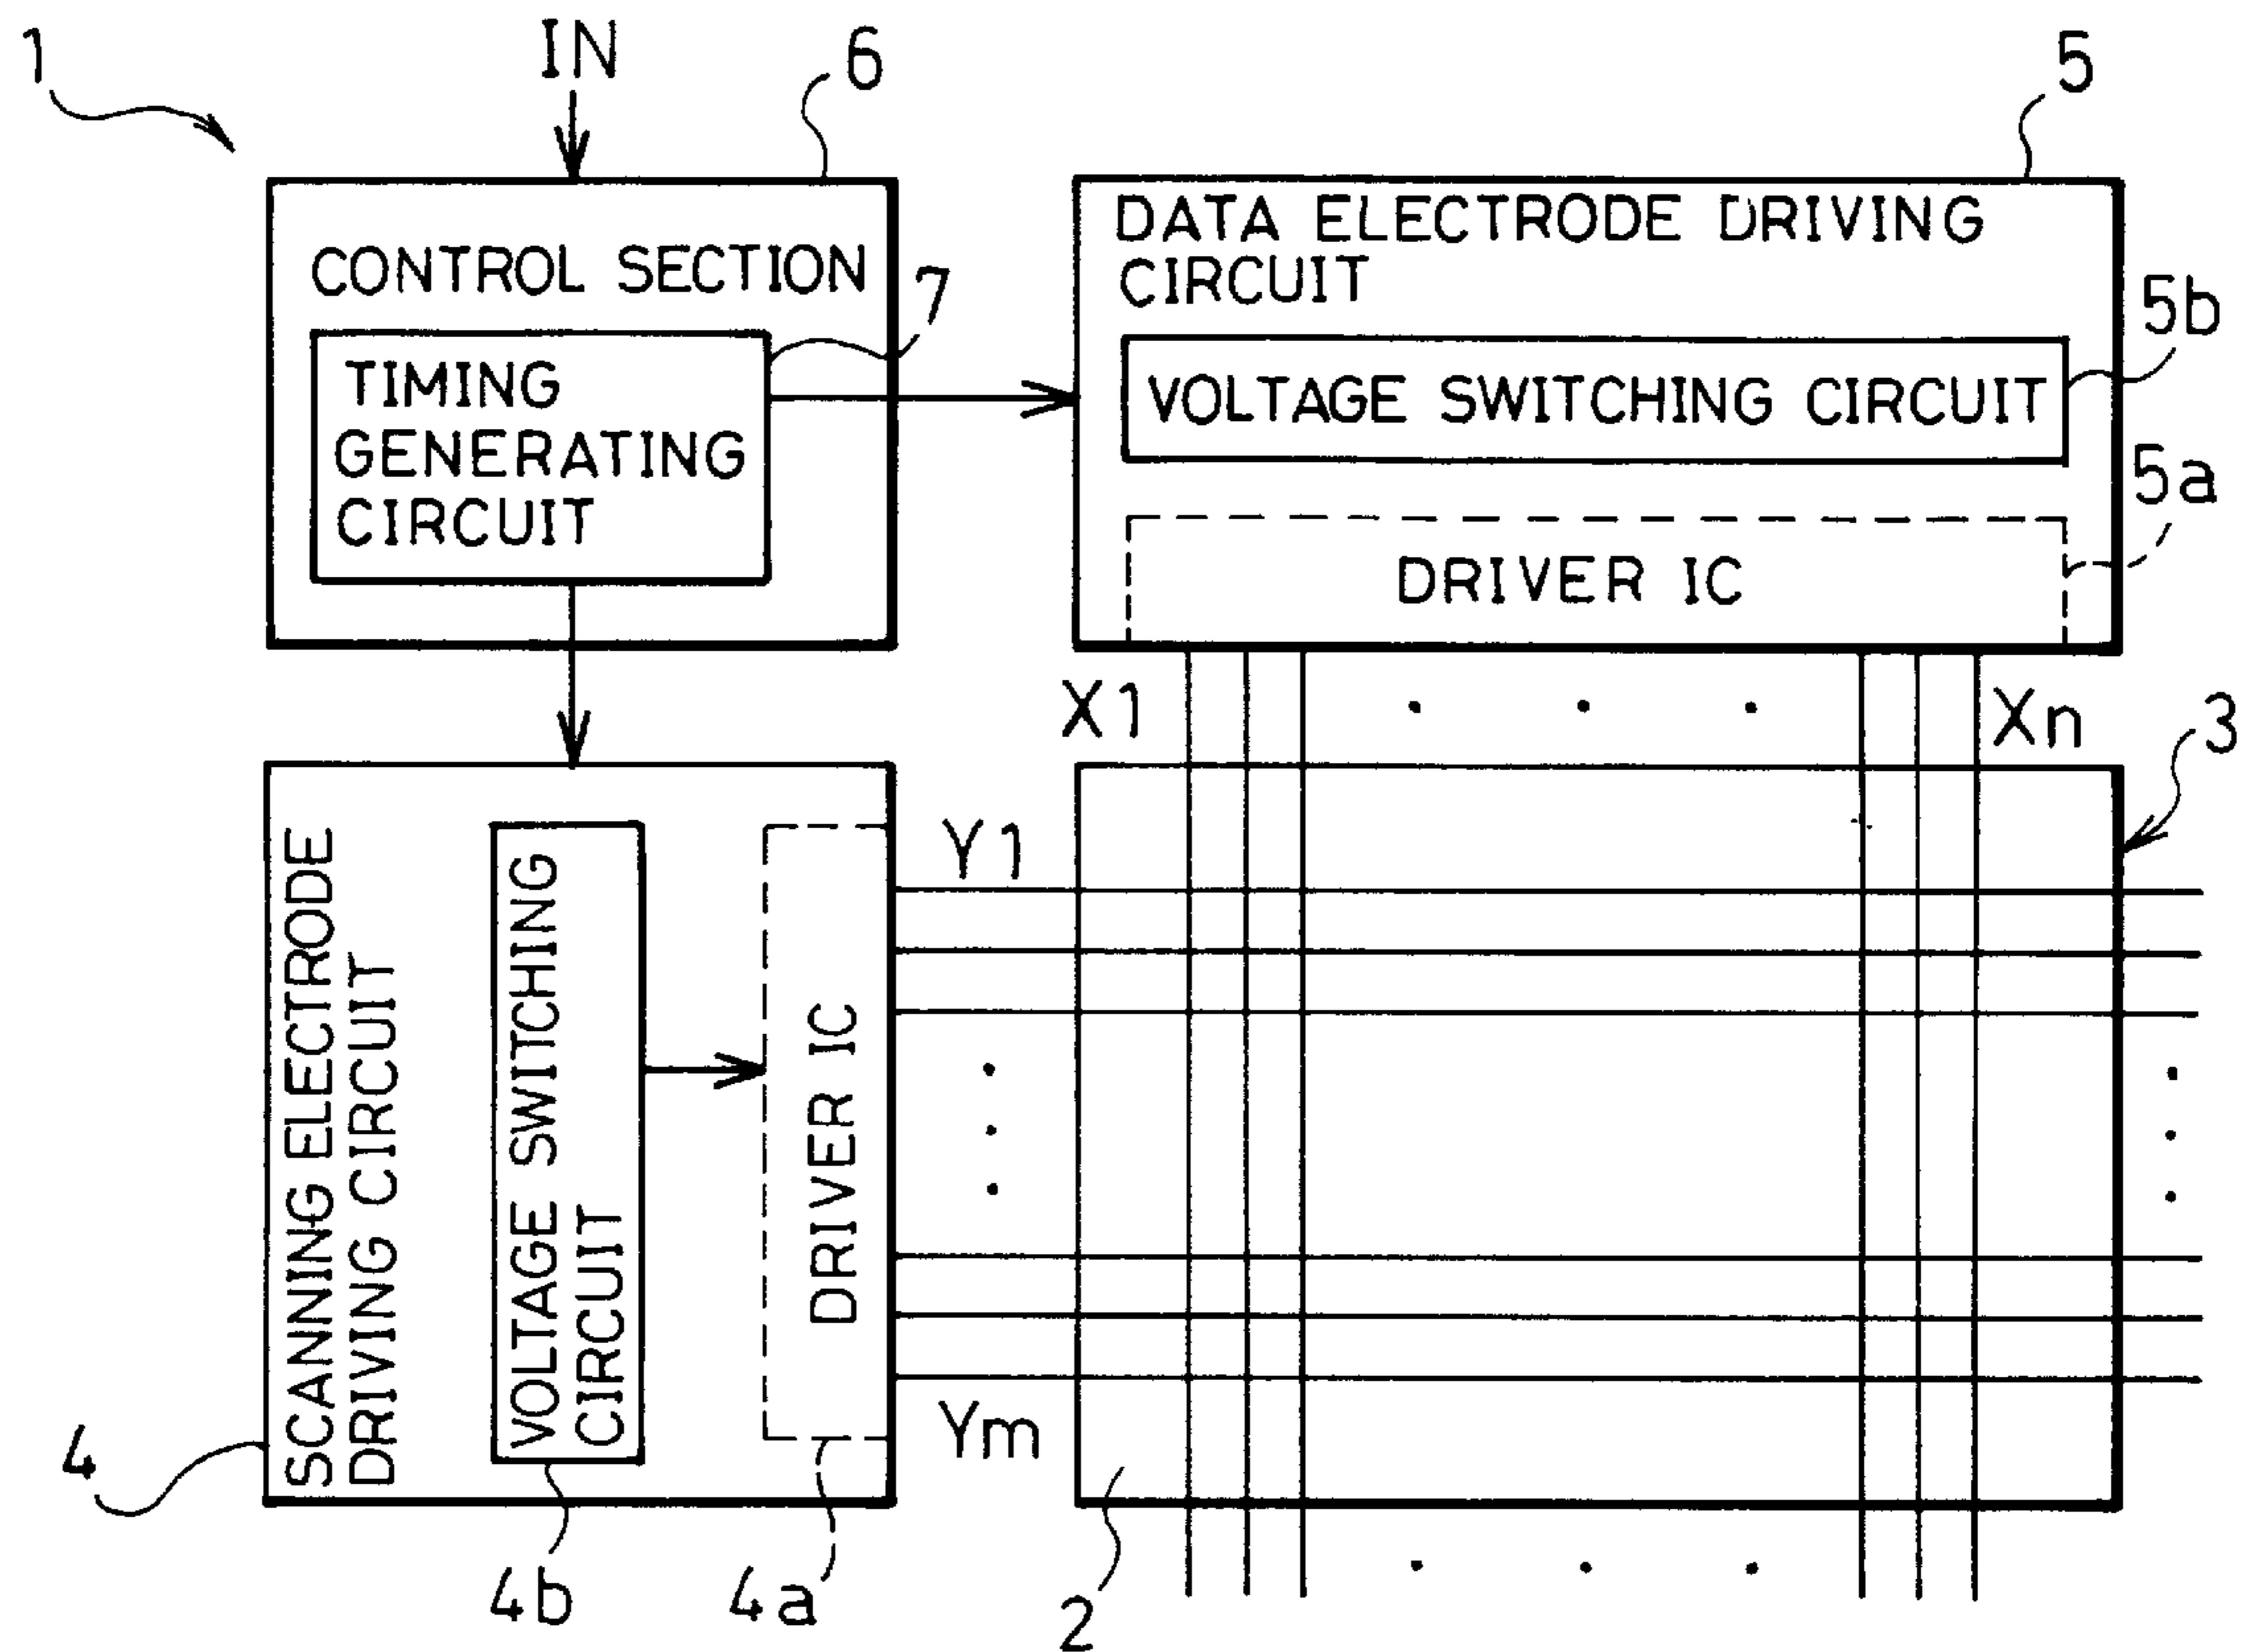 1
IN
6
5
CONTROL SECTION
7
TIMING
GENERATING
CIRCUIT
DATA ELECTRODE DRIVING
CIRCUIT
5b
VOLTAGE SWITCHING CIRCUIT
5a
DRIVER IC
X1
Xn
3
SCANNING ELECTRODE
DRIVING CIRCUIT
VOLTAGE SWITCHING
CIRCUIT
DRIVER IC
Y1
Ym
4
4b
4a
2